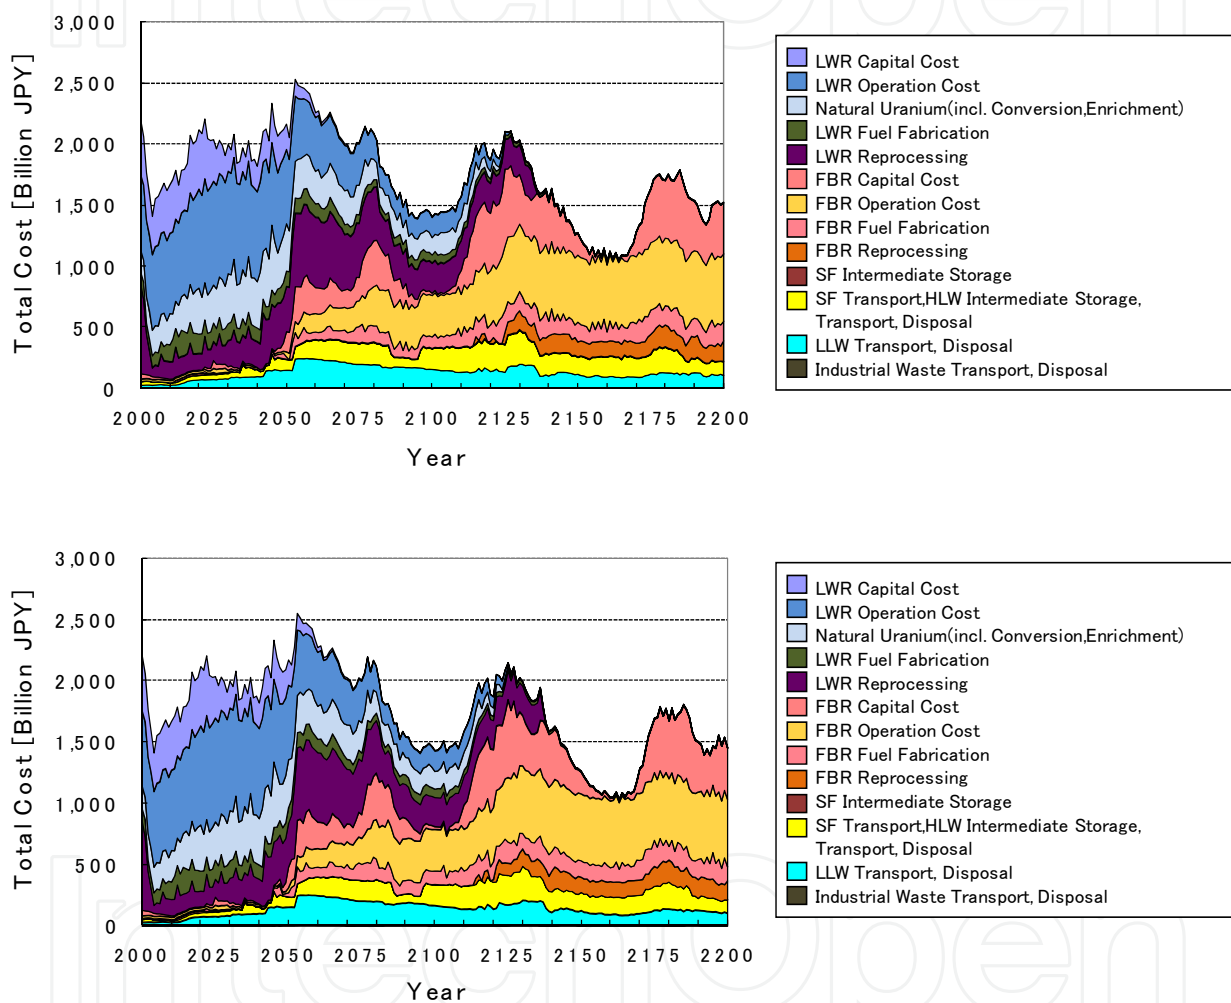 InTechOpen
3,000
2,500
2,000
1,500
1,000
500
0
Total Cost [Billion JPY]
2000 2025 2050 2075 2100 2125 2150 2175 2200
Year
LWR Capital Cost
LWR Operation Cost
Natural Uranium(incl. Conversion,Enrichment)
LWR Fuel Fabrication
LWR Reprocessing
FBR Capital Cost
FBR Operation Cost
FBR Fuel Fabrication
FBR Reprocessing
SF Intermediate Storage
SF Transport,HLW Intermediate Storage,
Transport, Disposal
LLW Transport, Disposal
Industrial Waste Transport, Disposal
3,000
2,500
2,000
1,500
1,000
500
0
Total Cost [Billion JPY]
2000 2025 2050 2075 2100 2125 2150 2175 2200
Year
LWR Capital Cost
LWR Operation Cost
Natural Uranium(incl. Conversion,Enrichment)
LWR Fuel Fabrication
LWR Reprocessing
FBR Capital Cost
FBR Operation Cost
FBR Fuel Fabrication
FBR Reprocessing
SF Intermediate Storage
SF Transport,HLW Intermediate Storage,
Transport, Disposal
LLW Transport, Disposal
Industrial Waste Transport, Disposal
InTechOpen